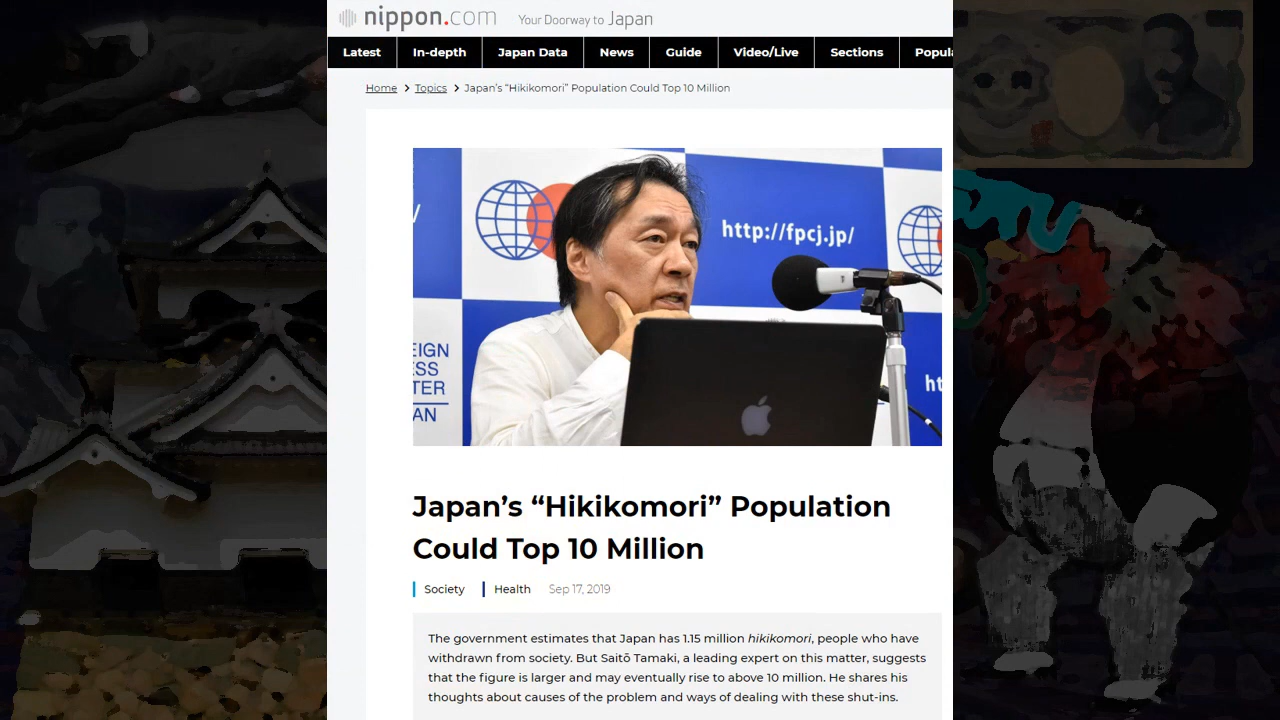 nippon.com Your Doorway to Japan
Latest In-depth Japan Data News Guide Video/Live Sections Popula
Home > Topics > Japan's “Hikikomori” Population Could Top 10 Million
http://fpcj.jp/
EIGN
ESS
TER
AN
ht
Japan’s “Hikikomori” Population
Could Top 10 Million
Society Health Sep 17, 2019
The government estimates that Japan has 1.15 million hikikomori, people who have
withdrawn from society. But Saitō Tamaki, a leading expert on this matter, suggests
that the figure is larger and may eventually rise to above 10 million. He shares his
thoughts about causes of the problem and ways of dealing with these shut-ins.